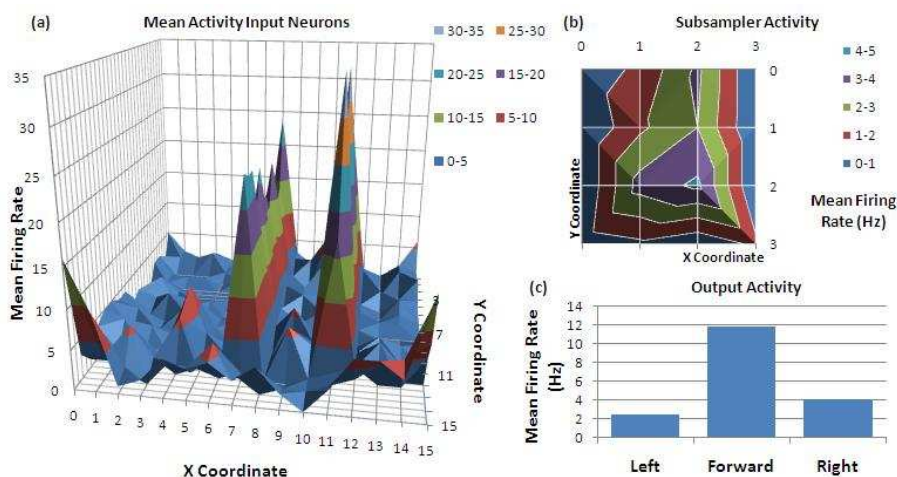 (a)
Mean Activity Input Neurons
30-35
25-30
20-25
15-20
10-15
5-10
0-5
Mean Firing Rate
35
30
25
20
15
10
5
0
0 1 2 3 4 5 6 7 8 9 10 11 12 13 14 15
X Coordinate
3
7
11
15
Y Coordinate
(b)
Subsampler Activity
0 1 2 3
0
1
2
3
Y Coordinate
X Coordinate
4-5
3-4
2-3
1-2
0-1
Mean Firing
Rate (Hz)
(c)
Output Activity
Mean Firing Rate
(Hz)
14
12
10
8
6
4
2
0
Left Forward Right